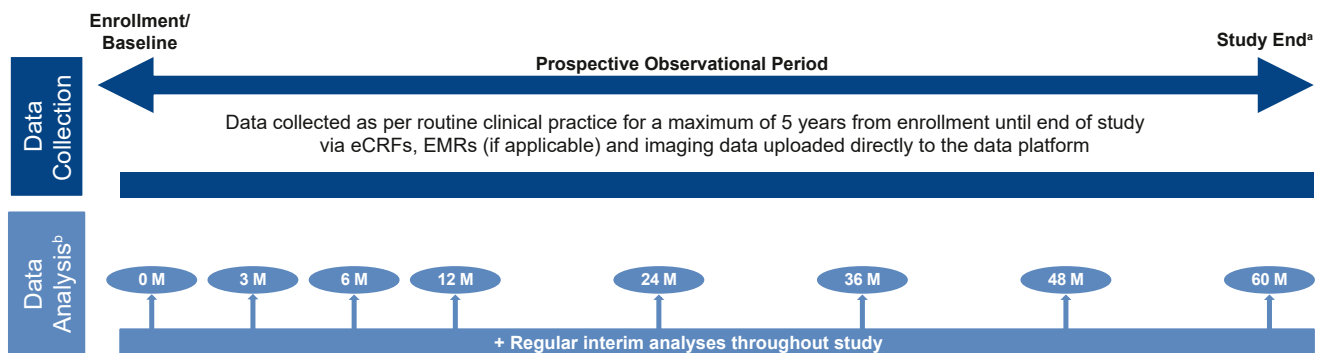 Enrollment/
Baseline
Study Endᵃ
Prospective Observational Period
Data
Collection
Data collected as per routine clinical practice for a maximum of 5 years from enrollment until end of study
via eCRFs, EMRs (if applicable) and imaging data uploaded directly to the data platform
Data
Analysisᵇ
0 M 3 M 6 M 12 M 24 M 36 M 48 M 60 M
+ Regular interim analyses throughout study